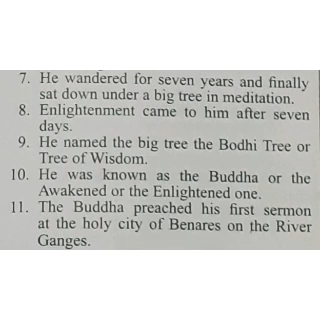 7. He wandered for seven years and finally
sat down under a big tree in meditation.
8. Enlightenment came to him after seven
days.
9. He named the big tree the Bodhi Tree or
Tree of Wisdom.
10. He was known as the Buddha or the
Awakened or the Enlightened one.
11. The Buddha preached his first sermon
at the holy city of Benares on the River
Ganges.